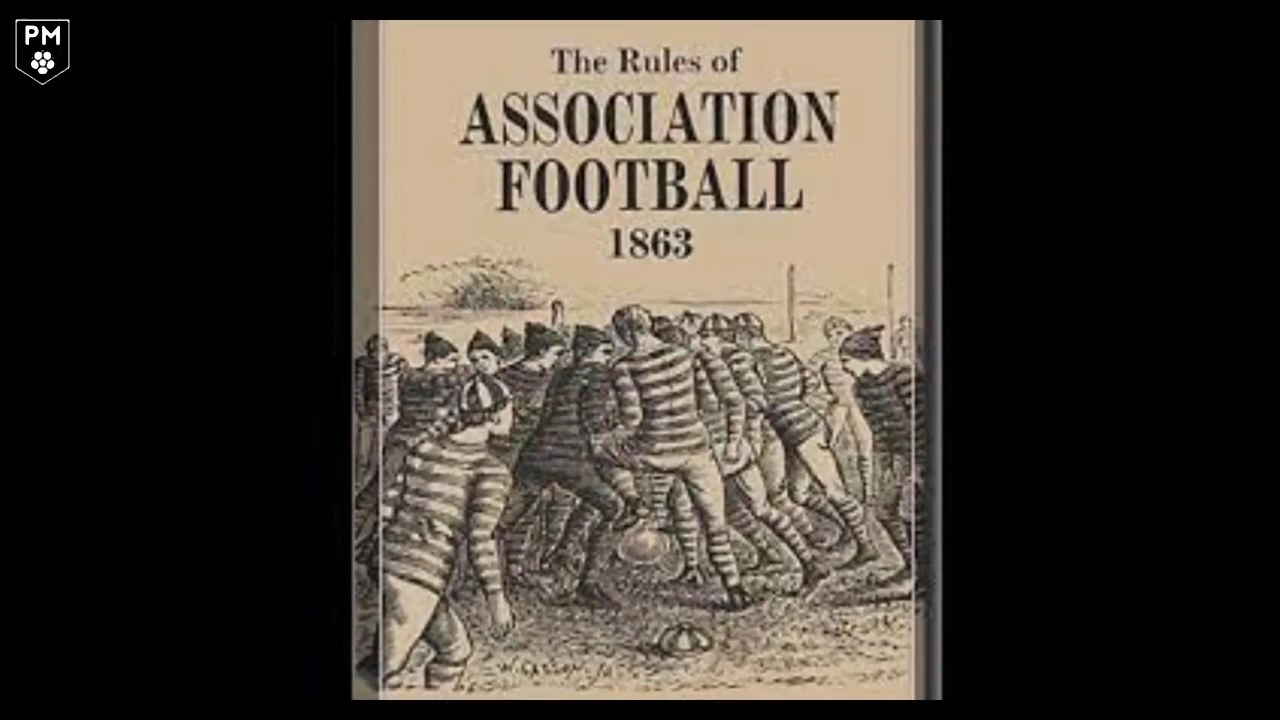 PM
The Rules of
ASSOCIATION
FOOTBALL
1863